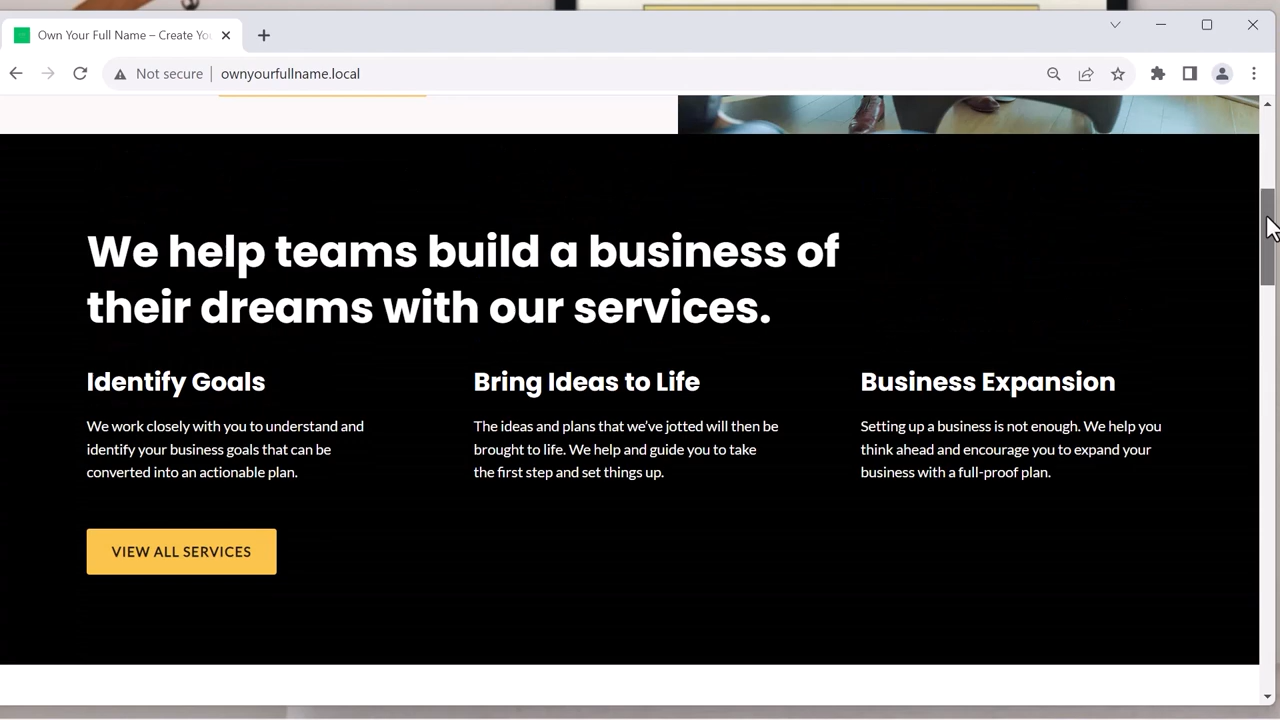 Own Your Full Name – Create Yo
Not secure
ownyourfullname.local
We help teams build a business of
their dreams with our services.
Identify Goals
We work closely with you to understand and
identify your business goals that can be
converted into an actionable plan.
Bring Ideas to Life
The ideas and plans that we've jotted will then be
brought to life. We help and guide you to take
the first step and set things up.
Business Expansion
Setting up a business is not enough. We help you
think ahead and encourage you to expand your
business with a full-proof plan.
VIEW ALL SERVICES